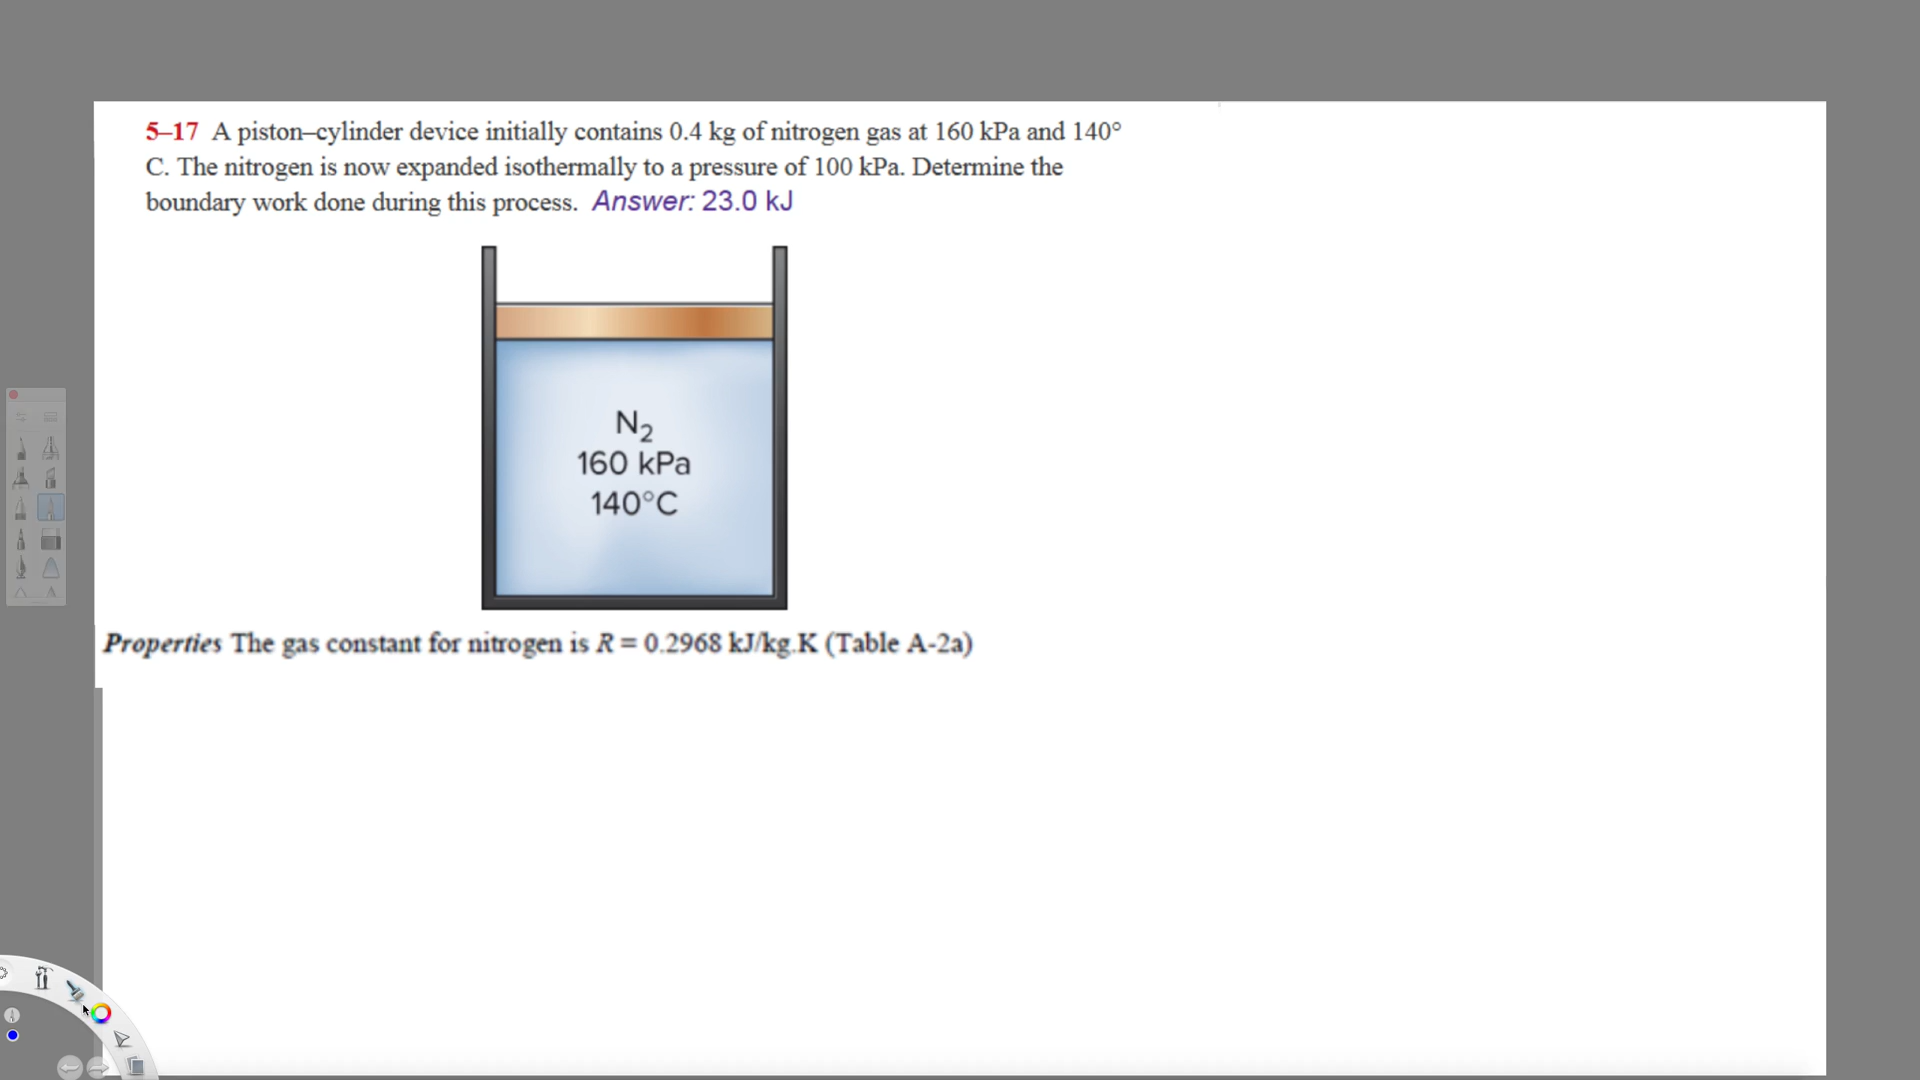 5–17 A piston–cylinder device initially contains 0.4 kg of nitrogen gas at 160 kPa and 140°
C. The nitrogen is now expanded isothermally to a pressure of 100 kPa. Determine the
boundary work done during this process. Answer: 23.0 kJ
N₂
160 kPa
140°C
Properties The gas constant for nitrogen is R = 0.2968 kJ/kg.K (Table A-2a)